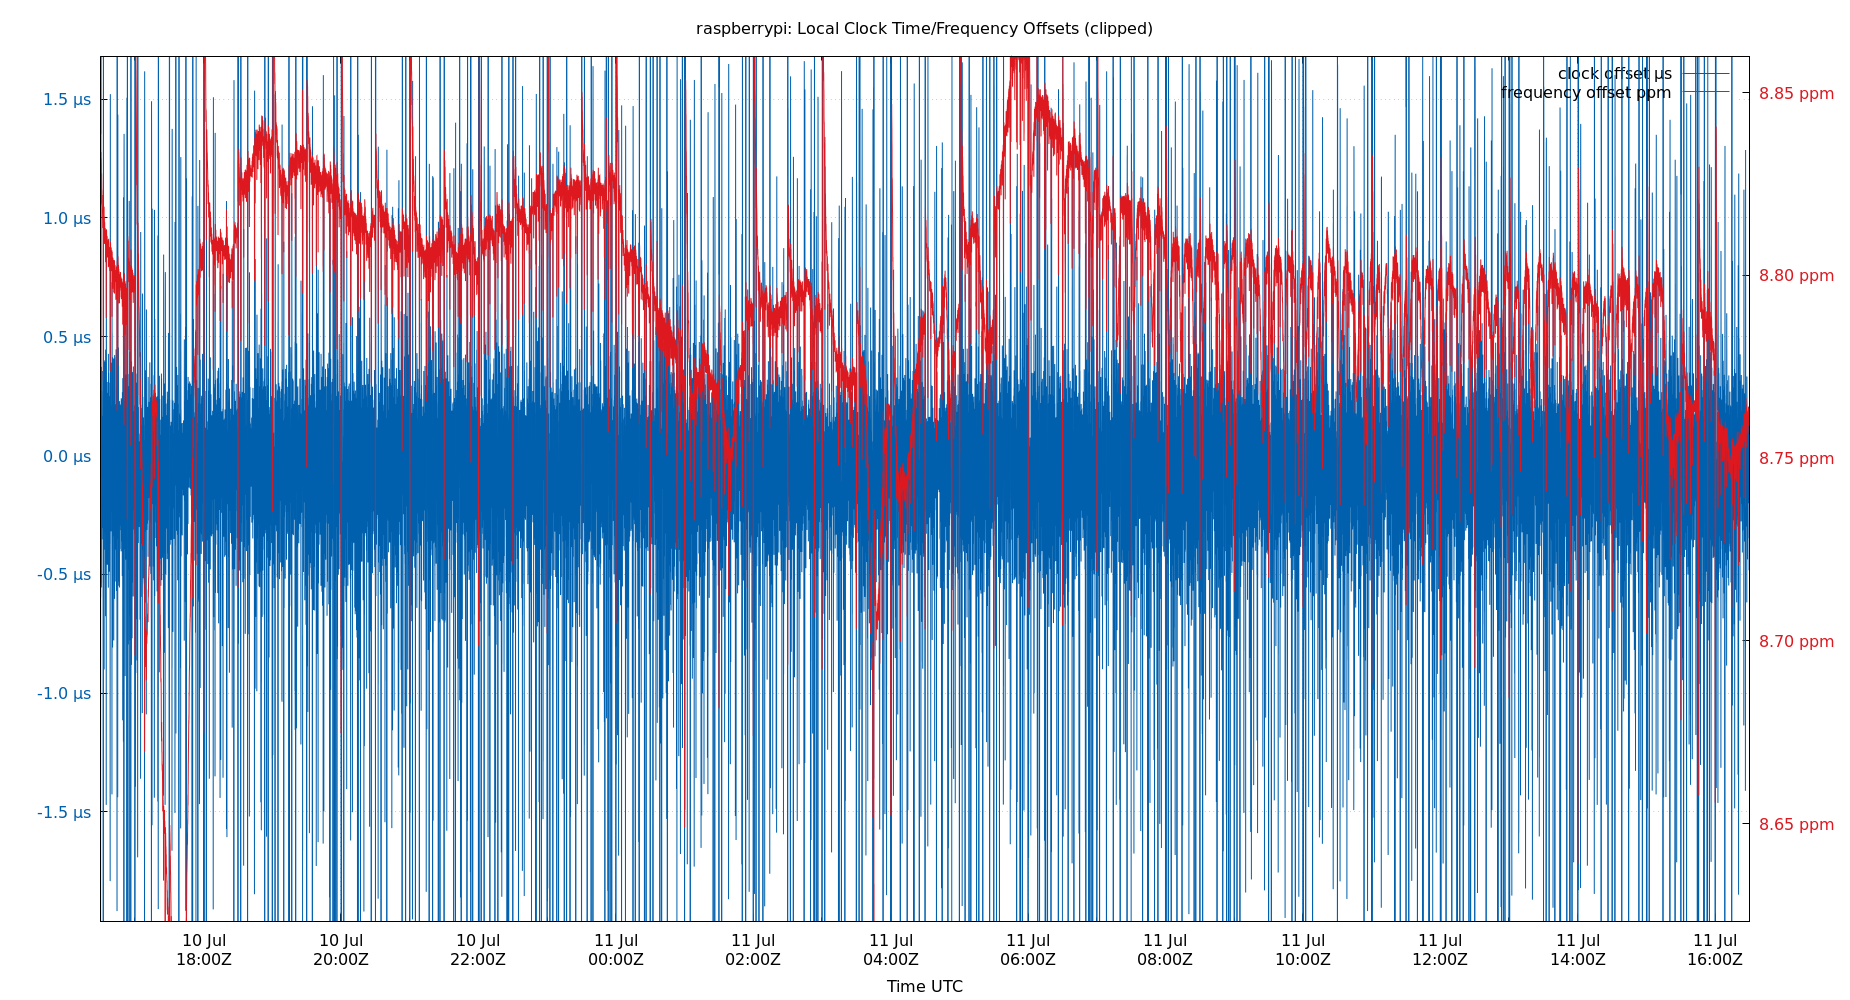 raspberrypi: Local Clock Time/Frequency Offsets (clipped)
clock offset µs
frequency offset ppm
1.5 µs
1.0 µs
0.5 µs
0.0 µs
-0.5 µs
-1.0 µs
-1.5 µs
8.85 ppm
8.80 ppm
8.75 ppm
8.70 ppm
8.65 ppm
10 Jul 10 Jul 10 Jul 11 Jul 11 Jul 11 Jul 11 Jul 11 Jul 11 Jul 11 Jul 11 Jul 11 Jul
18:00Z 20:00Z 22:00Z 00:00Z 02:00Z 04:00Z 06:00Z 08:00Z 10:00Z 12:00Z 14:00Z 16:00Z
Time UTC